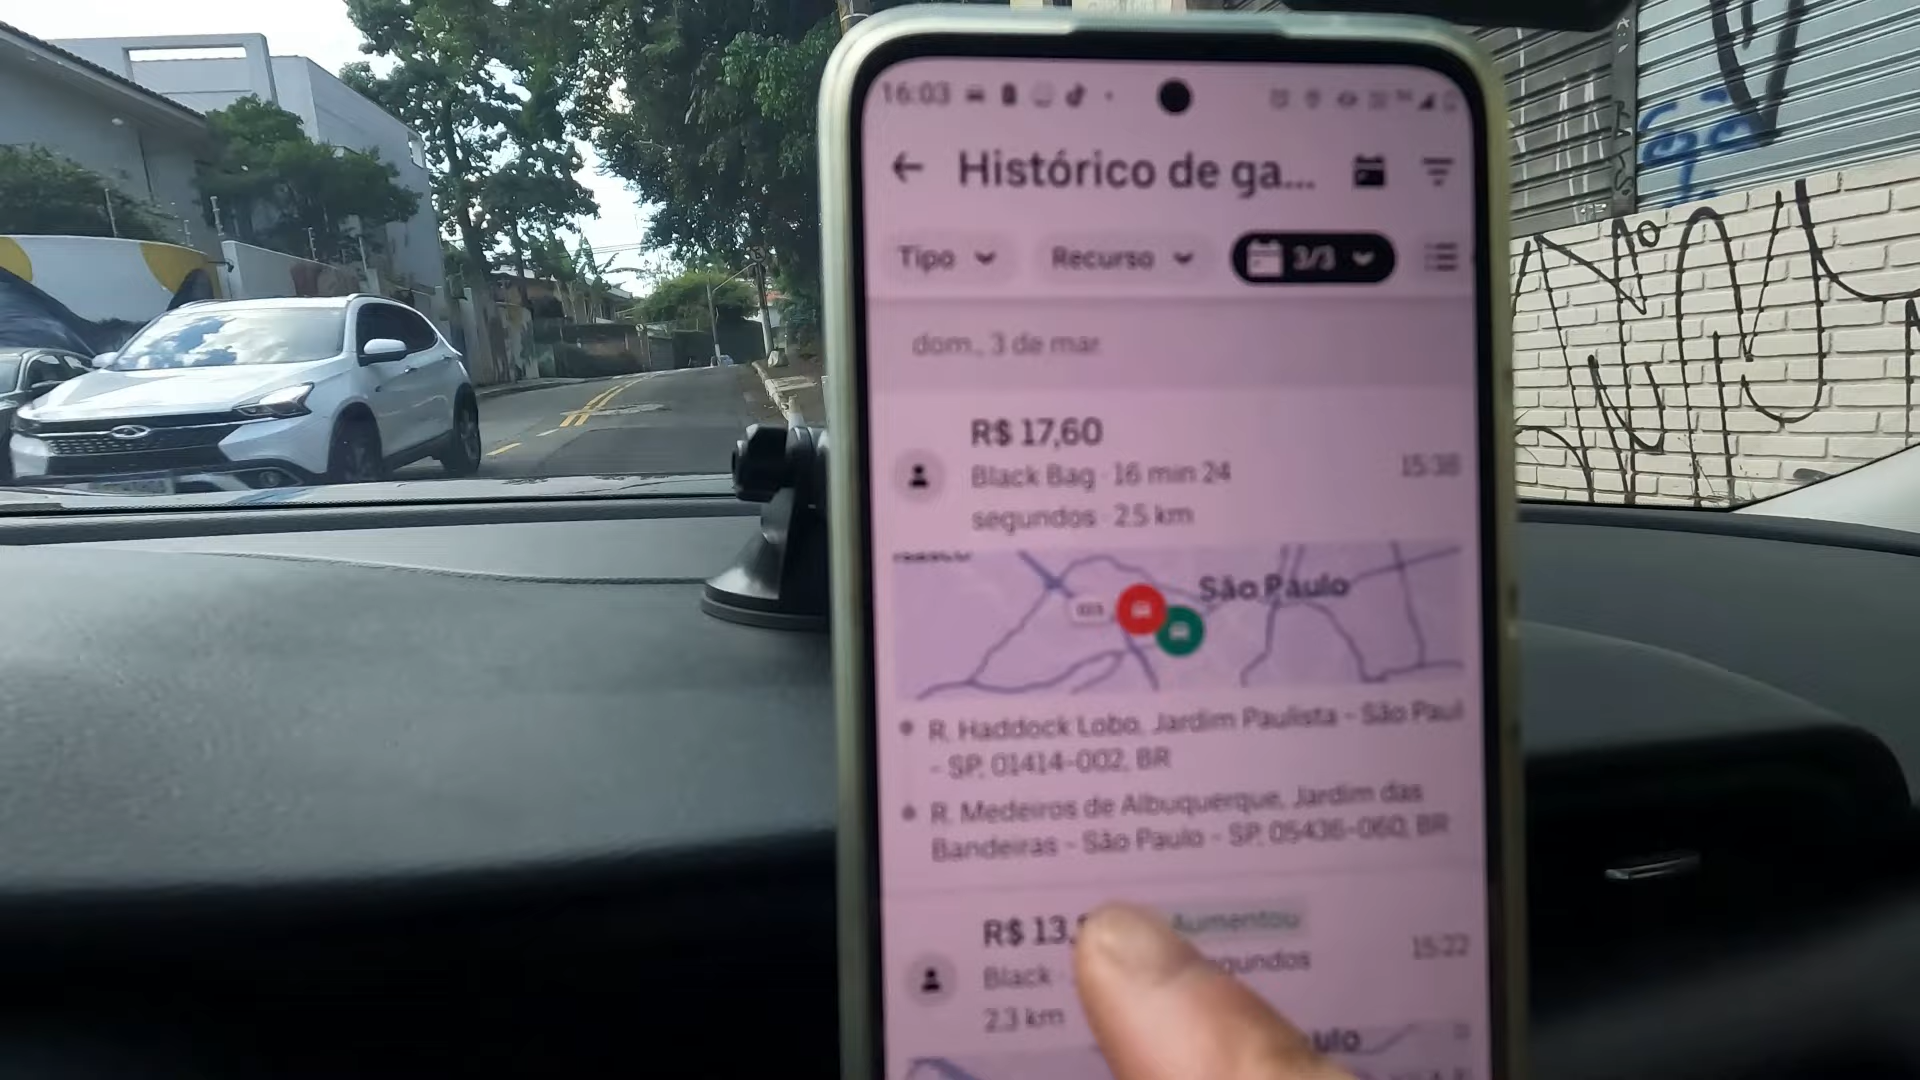 16:03
Histórico de ga...
Tipo
Recurso
3/3
dom., 3 de mar.
R$ 17,60
Black Bag · 16 min 24
segundos · 2.5 km
15:38
São Paulo
R. Haddock Lobo, Jardim Paulista - São Paul
- SP, 01414-002, BR
R. Medeiros de Albuquerque, Jardim das
Bandeiras - São Paulo - SP, 05436-060, BR
R$ 13,
Aumentou
Black
15:22
2.3 km